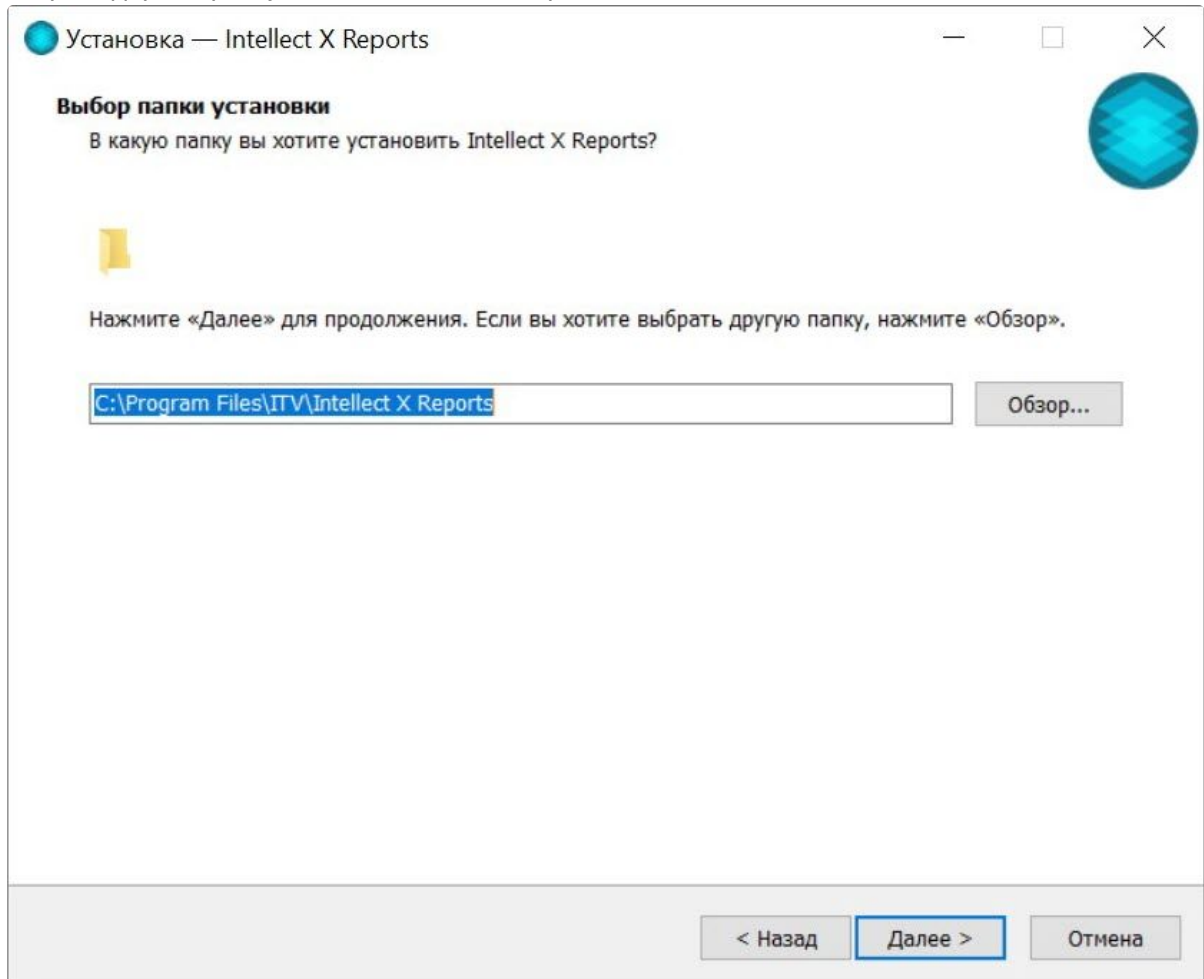 Установка — Intellect X Reports
Выбор папки установки
В какую папку вы хотите установить Intellect X Reports?
Нажмите «Далее» для продолжения. Если вы хотите выбрать другую папку, нажмите «Обзор».
C:\Program Files\ITV\Intellect X Reports
Обзор...
< Назад
Далее >
Отмена